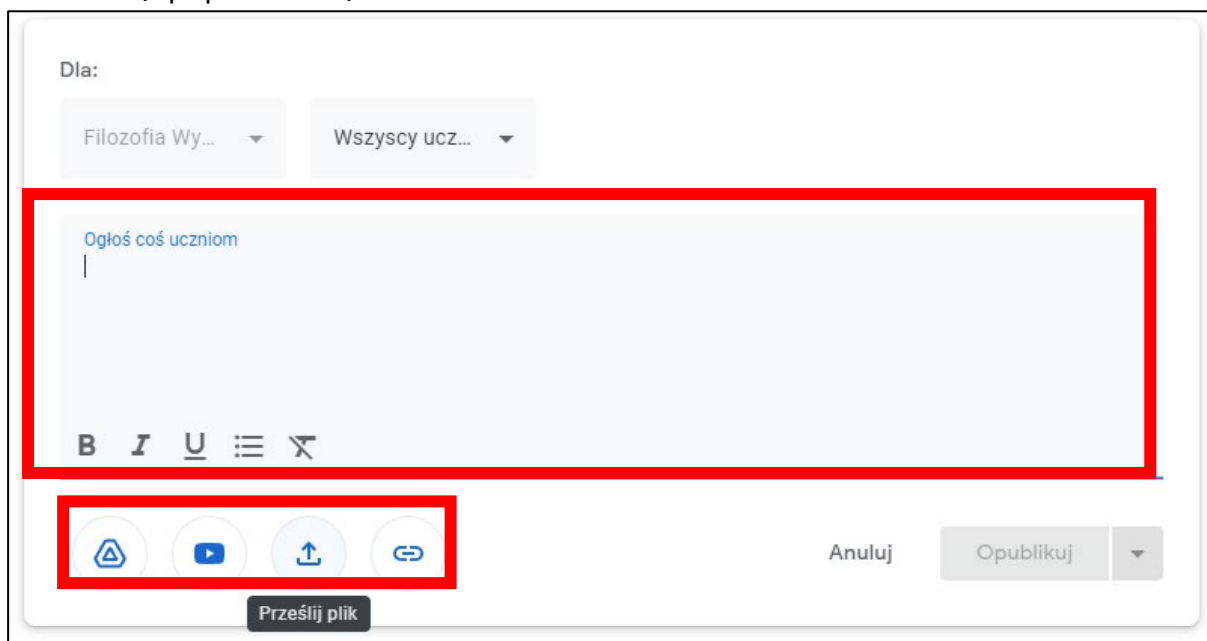 Dla:
Filozofia Wy... Wszyscy ucz...
Ogłoś coś uczniom
B I U
Anuluj Opublikuj
Prześlij plik